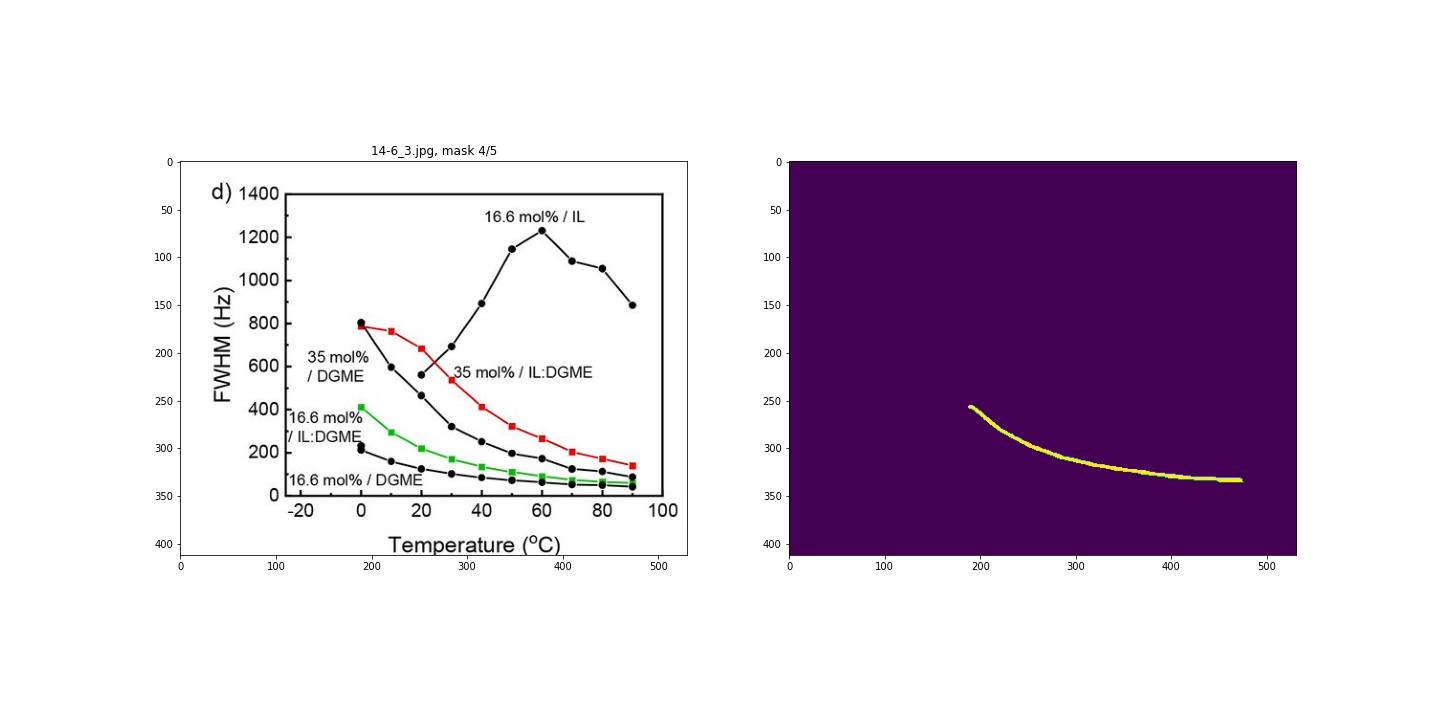 14-6_3.jpg, mask 4/5
d)
1400
1200
1000
800
600
400
200
0
FWHM (Hz)
16.6 mol% / IL
35 mol%
/ DGME
35 mol% / IL:DGME
16.6 mol%
/ IL:DGME
16.6 mol% / DGME
-20 0 20 40 60 80 100
Temperature (oC)
0
50
100
150
200
250
300
350
400
0 100 200 300 400 500
0
50
100
150
200
250
300
350
400
0 100 200 300 400 500